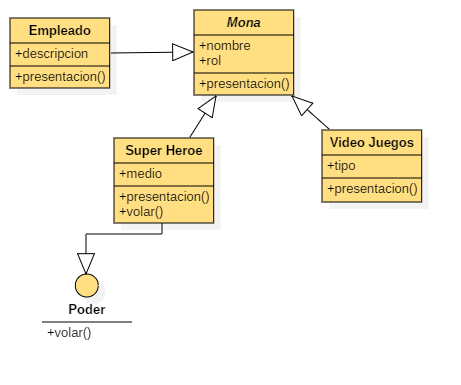 Empleado
+descripcion
+presentacion()
Mona
+nombre
+rol
+presentacion()
Super Heroe
+medio
+presentacion()
+volar()
Video Juegos
+tipo
+presentacion()
Poder
+volar()